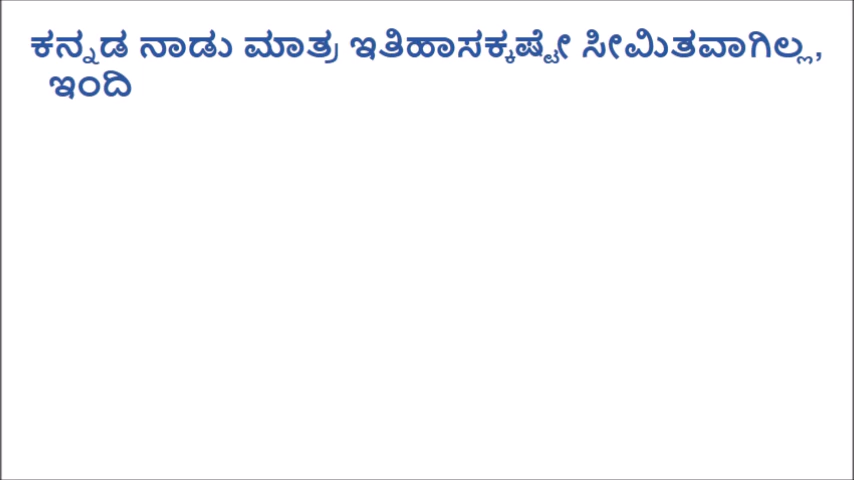 ಕನ್ನಡ ನಾಡು ಮಾತ್ರ ಇತಿಹಾಸಕ್ಕಷ್ಟೇ ಸೀಮಿತವಾಗಿಲ್ಲ,
ಇಂದಿ